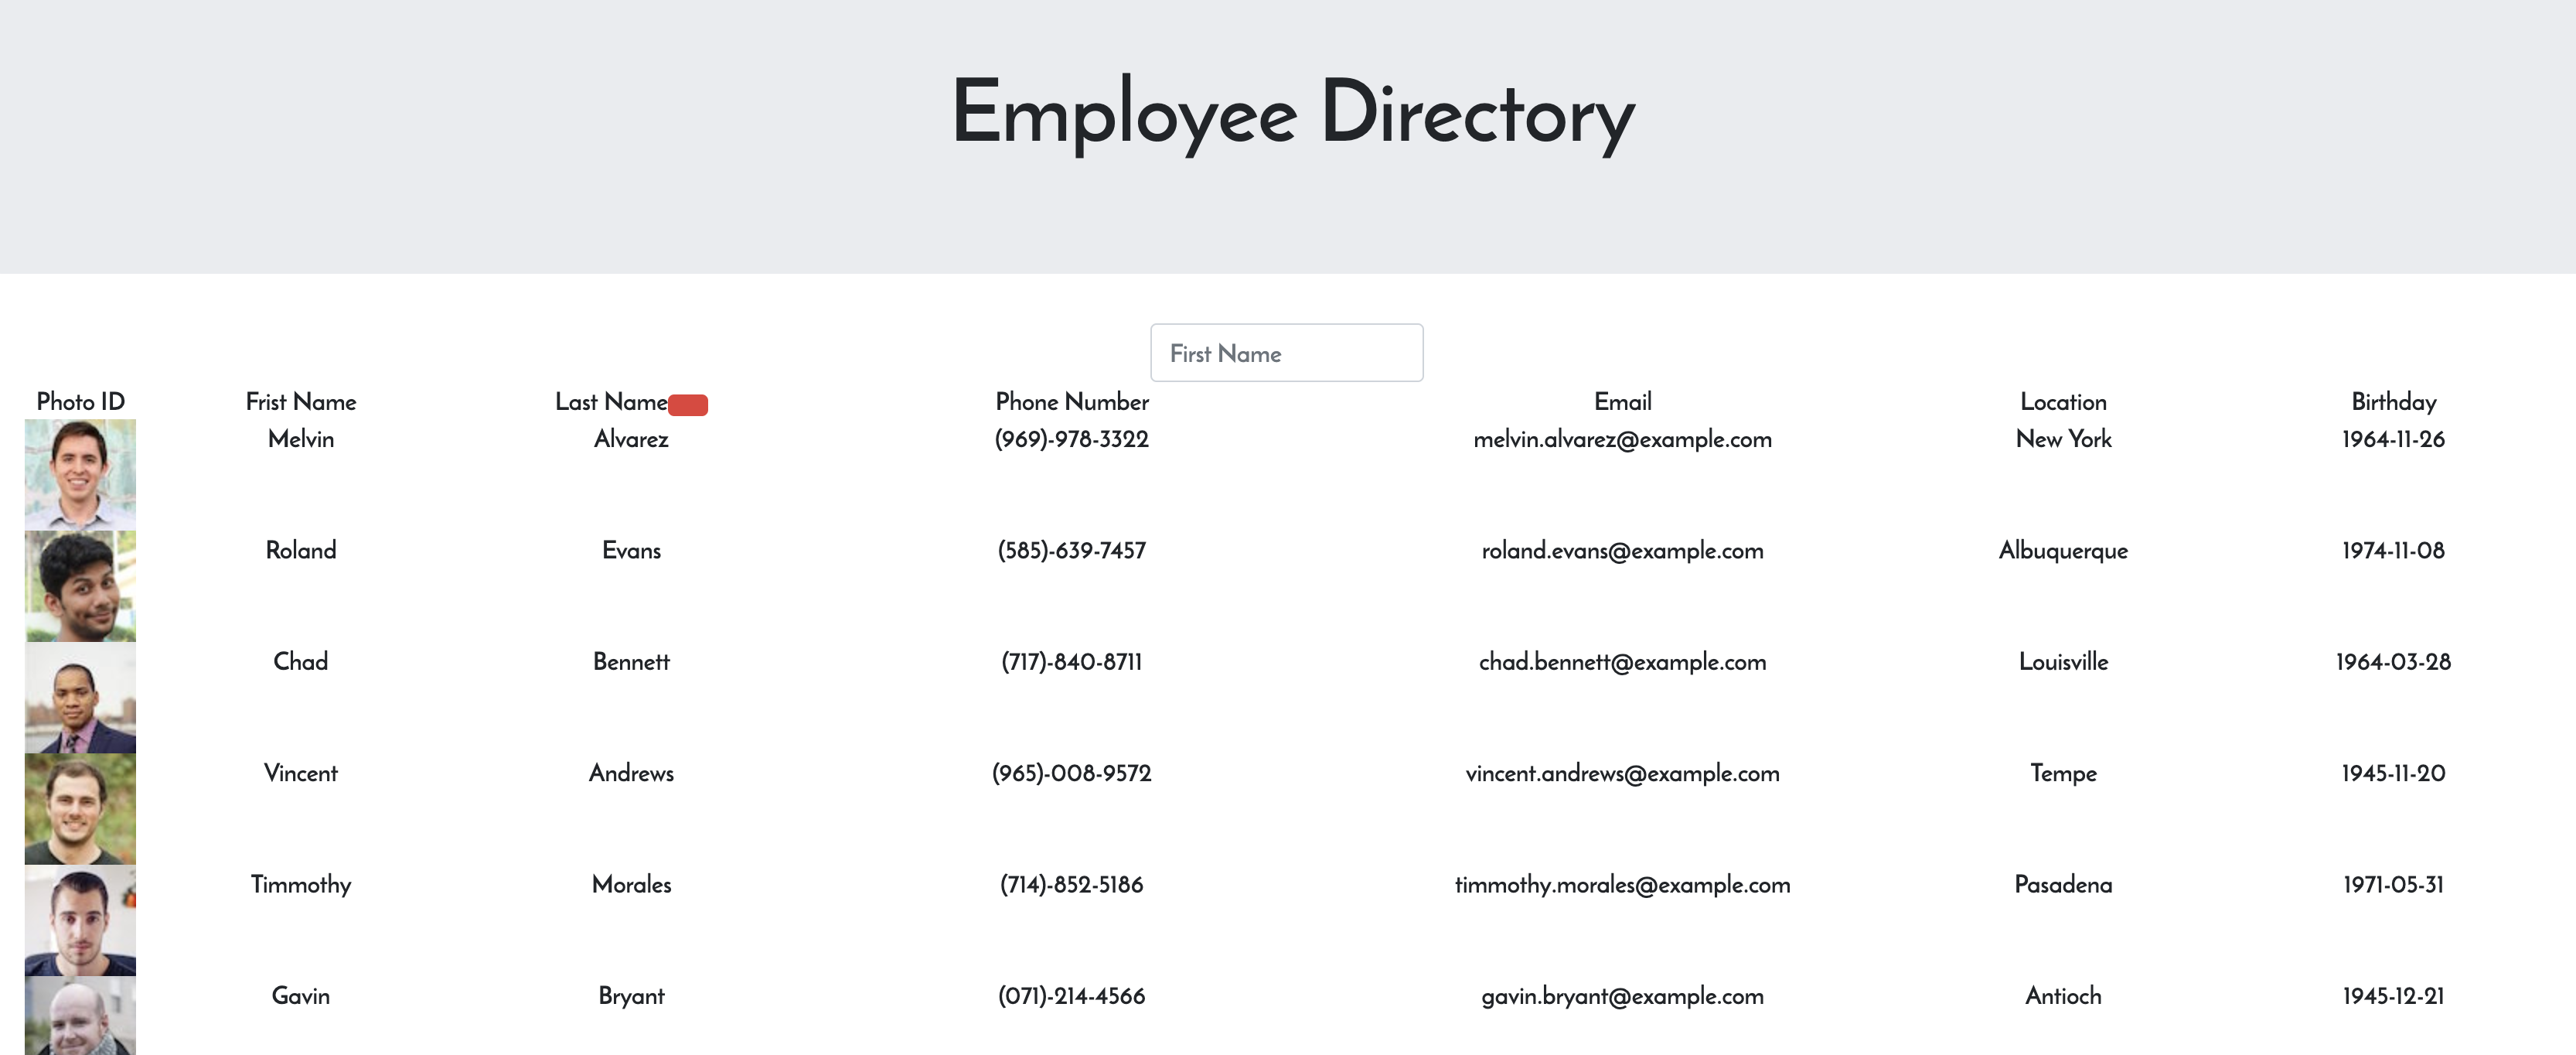 Employee Directory
First Name
Photo ID Frist Name Last Name Phone Number Email Location Birthday
Melvin Alvarez (969)-978-3322 melvin.alvarez@example.com New York 1964-11-26
Roland Evans (585)-639-7457 roland.evans@example.com Albuquerque 1974-11-08
Chad Bennett (717)-840-8711 chad.bennett@example.com Louisville 1964-03-28
Vincent Andrews (965)-008-9572 vincent.andrews@example.com Tempe 1945-11-20
Timmothy Morales (714)-852-5186 timmothy.morales@example.com Pasadena 1971-05-31
Gavin Bryant (071)-214-4566 gavin.bryant@example.com Antioch 1945-12-21